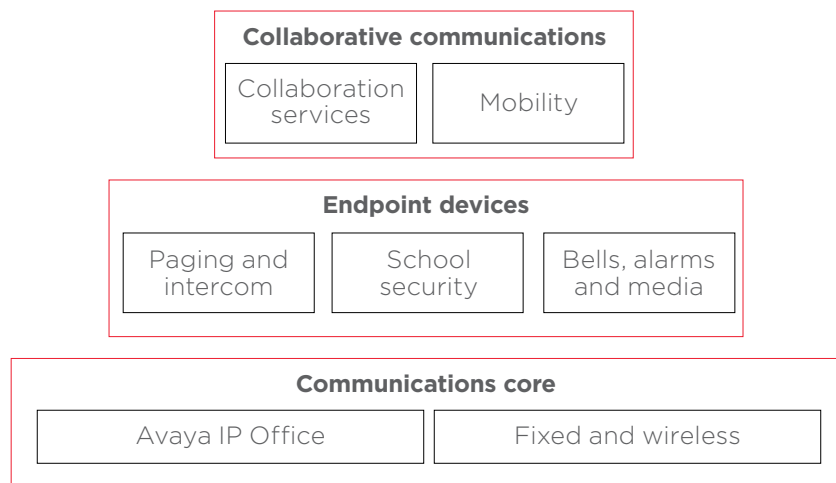 Collaborative communications
Collaboration
services
Mobility
Endpoint devices
Paging and
intercom
School
security
Bells, alarms
and media
Communications core
Avaya IP Office
Fixed and wireless